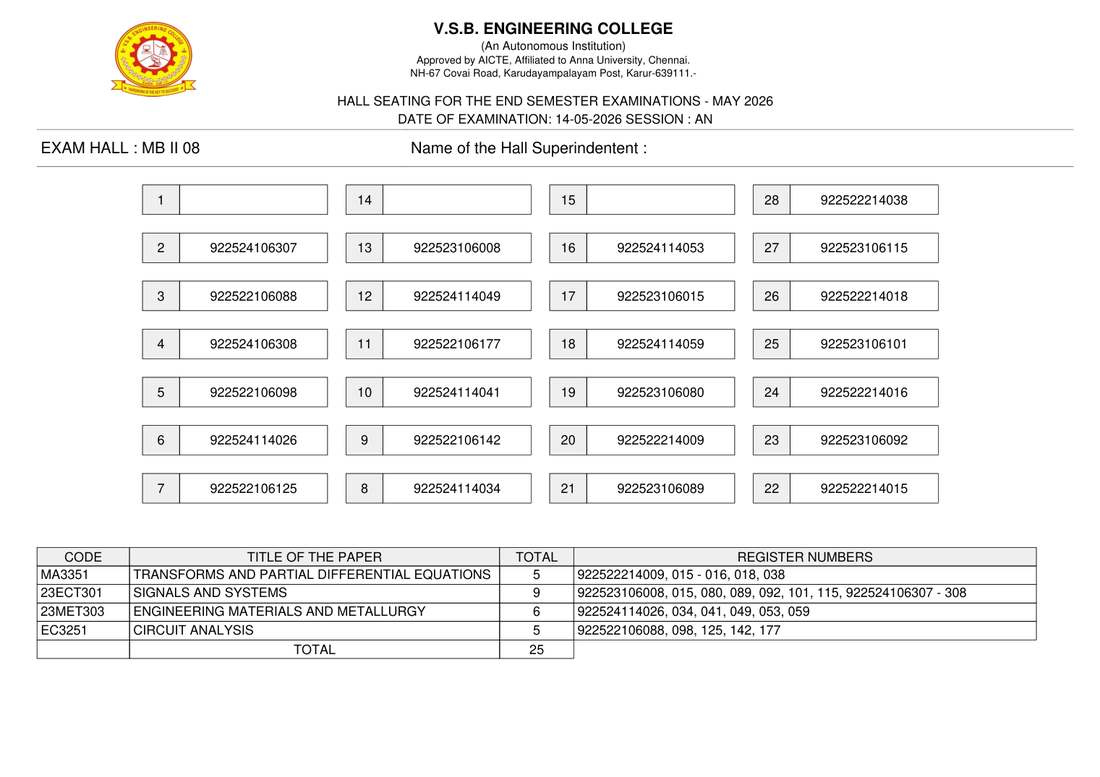 V.S.B. ENGINEERING COLLEGE
(An Autonomous Institution)
Approved by AICTE, Affiliated to Anna University, Chennai.
NH-67 Covai Road, Karudayampalayam Post, Karur-639111.-
HALL SEATING FOR THE END SEMESTER EXAMINATIONS - MAY 2026
DATE OF EXAMINATION: 14-05-2026 SESSION : AN
EXAM HALL : MB II 08 Name of the Hall Superindentent :
1 14 15 28 922522214038
2 922524106307 13 922523106008 16 922524114053 27 922523106115
3 922522106088 12 922524114049 17 922523106015 26 922522214018
4 922524106308 11 922522106177 18 922524114059 25 922523106101
5 922522106098 10 922524114041 19 922523106080 24 922522214016
6 922524114026 9 922522106142 20 922522214009 23 922523106092
7 922522106125 8 922524114034 21 922523106089 22 922522214015
CODE TITLE OF THE PAPER TOTAL REGISTER NUMBERS
MA3351 TRANSFORMS AND PARTIAL DIFFERENTIAL EQUATIONS 5 922522214009, 015 - 016, 018, 038
23ECT301 SIGNALS AND SYSTEMS 9 922523106008, 015, 080, 089, 092, 101, 115, 922524106307 - 308
23MET303 ENGINEERING MATERIALS AND METALLURGY 6 922524114026, 034, 041, 049, 053, 059
EC3251 CIRCUIT ANALYSIS 5 922522106088, 098, 125, 142, 177
TOTAL 25